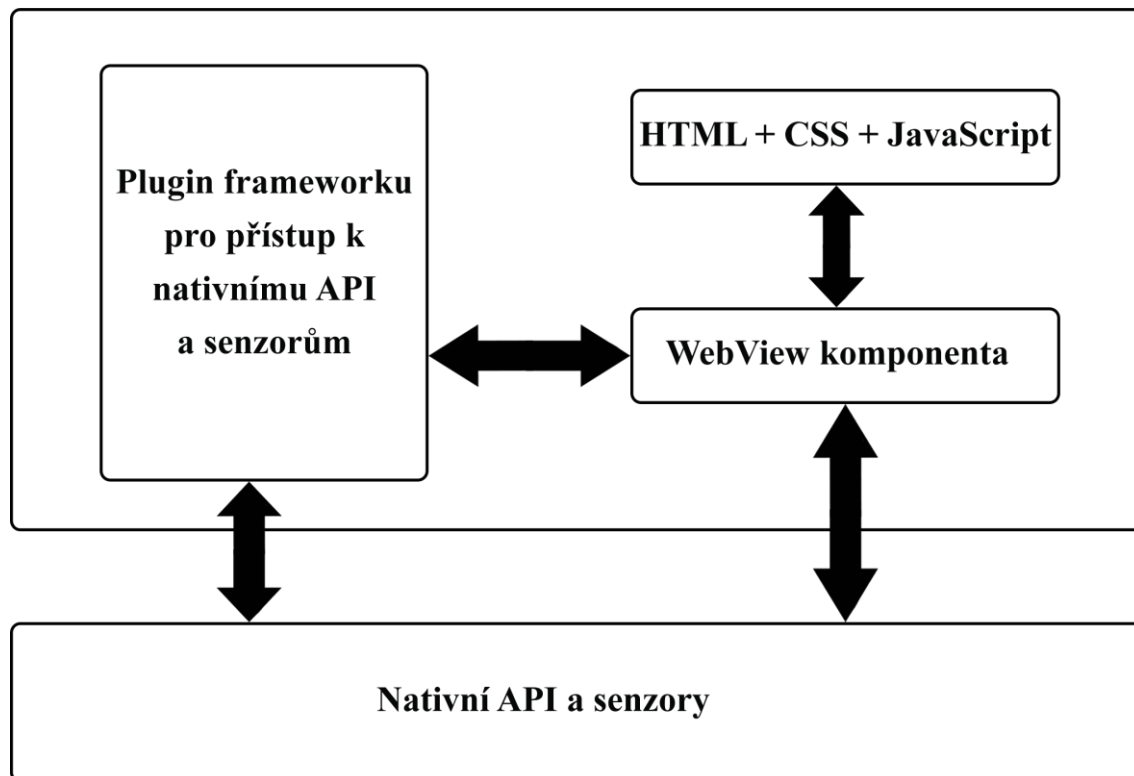 Plugin frameworku
pro přístup k
nativnímu API
a senzorům
HTML + CSS + JavaScript
WebView komponenta
Nativní API a senzory